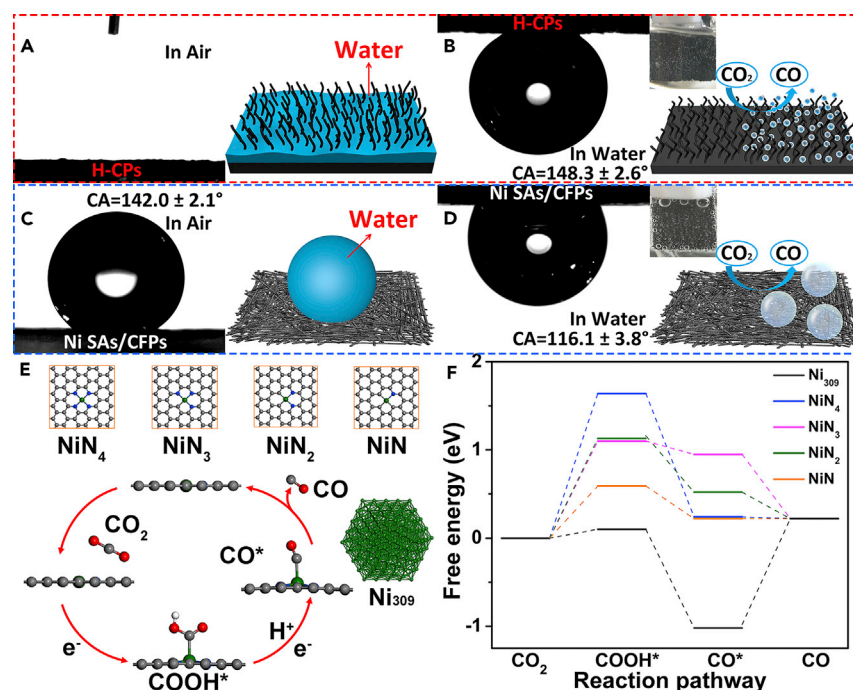 A
In Air
Water
H-CPs
B
H-CPs
CO₂
CO
In Water
CA=148.3 ± 2.6°
C
CA=142.0 ± 2.1°
In Air
Water
Ni SAs/CFPs
D
Ni SAs/CFPs
CO₂
CO
In Water
CA=116.1 ± 3.8°
E
NiN₄
NiN₃
NiN₂
NiN
CO
CO₂
CO*
Ni₃₀₉
e⁻
H⁺
e⁻
COOH*
F
Free energy (eV)
2
1
0
-1
Ni₃₀₉
NiN₄
NiN₃
NiN₂
NiN
CO₂
COOH*
CO*
CO
Reaction pathway